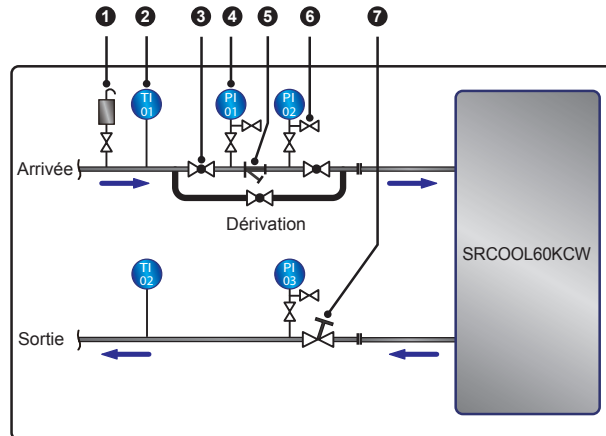 1 2 3 4 5 6 7
TI 01
PI 01
PI 02
Arrivée
Dérivation
SRCOOL60KCW
TI 02
PI 03
Sortie